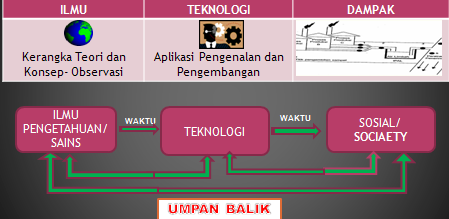 ILMU
TEKNOLOGI
DAMPAK
Kerangka Teori dan
Konsep- Observasi
Aplikasi Pengenalan dan
Pengembangan
ILMU
PENGETAHUAN/
SAINS
WAKTU
TEKNOLOGI
WAKTU
SOSIAL/
SOCIAETY
UMPAN BALIK